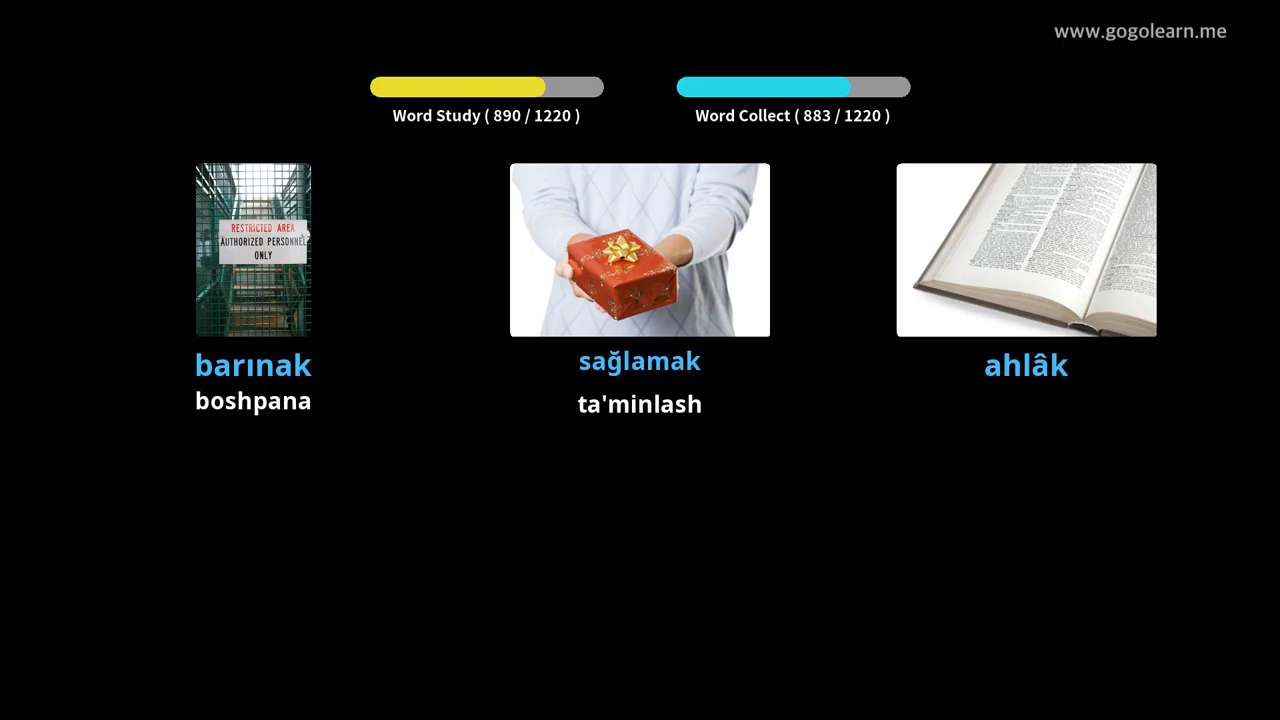 www.gogolearn.me
Word Study ( 890 / 1220 )
Word Collect ( 883 / 1220 )
RESTRICTED AREA
AUTHORIZED PERSONNEL
ONLY
barınak
boshpana
sağlamak
ta'minlash
ahlâk